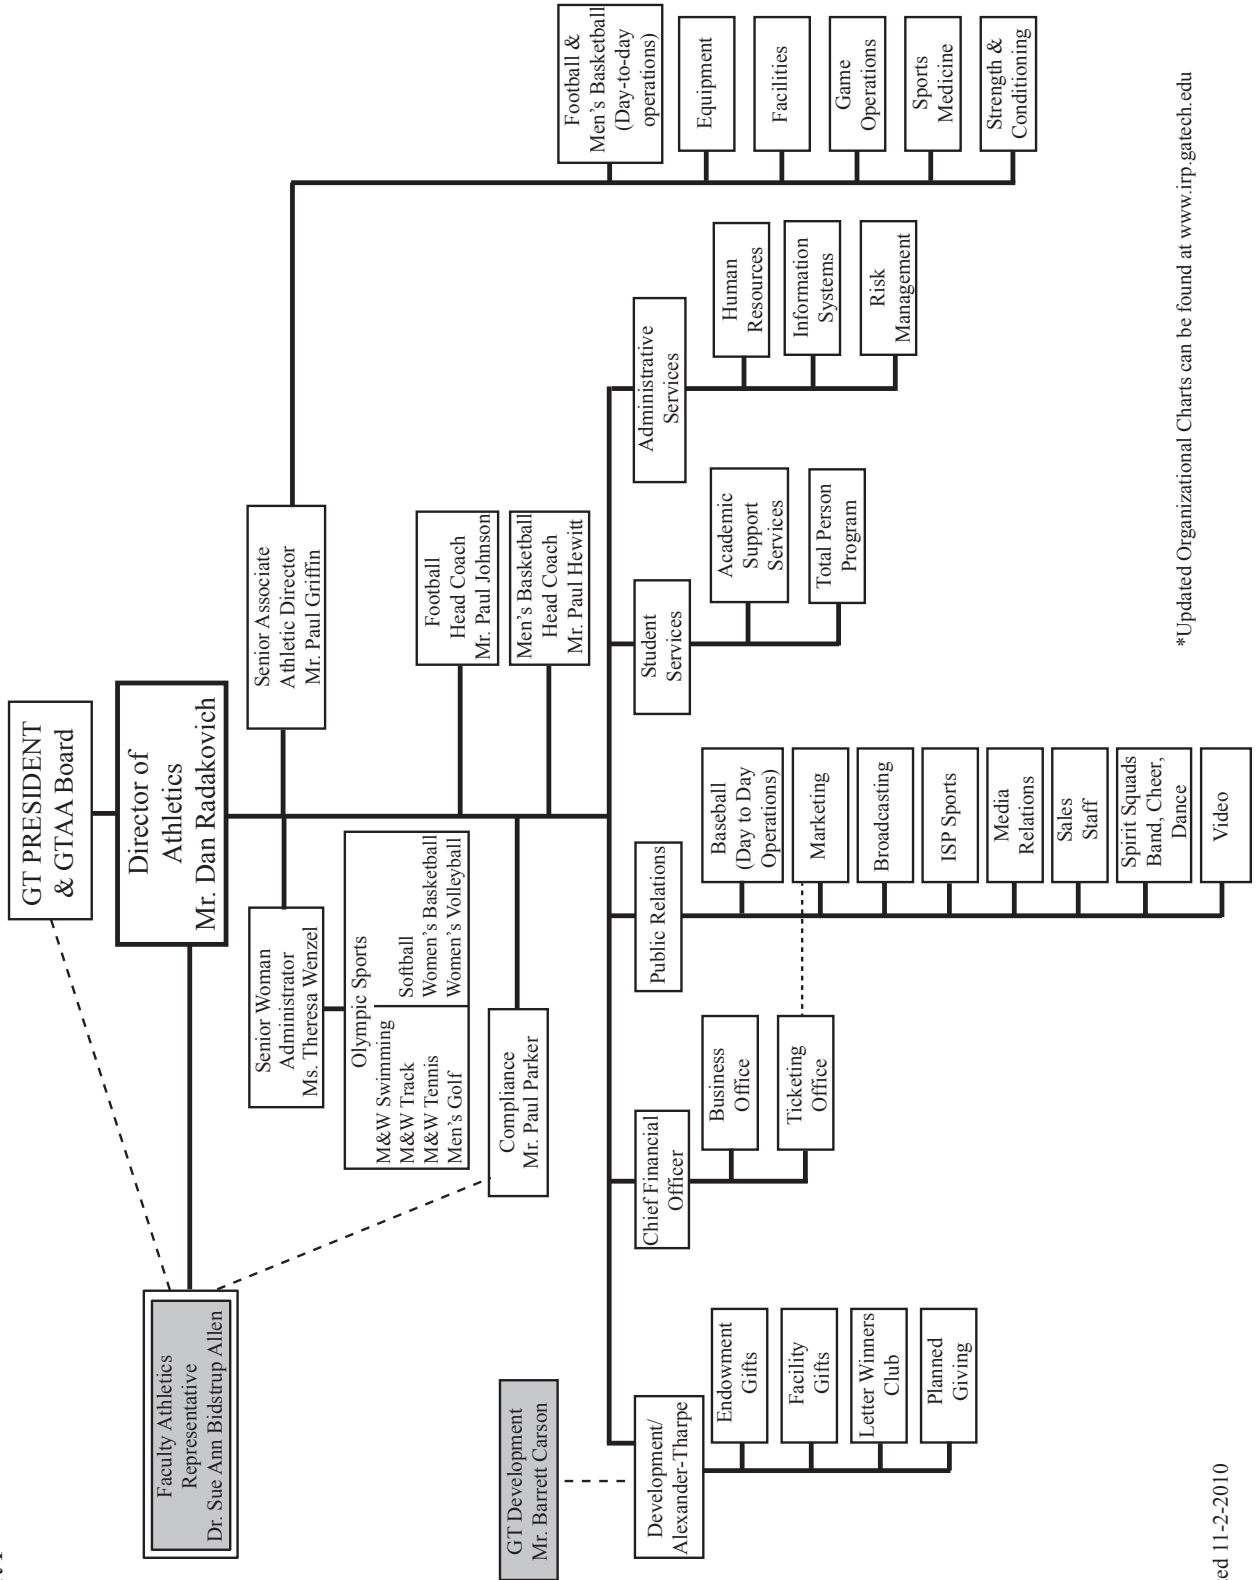 GT PRESIDENT
& GTAA Board
Director of
Athletics
Mr. Dan Radakovich
Faculty Athletics
Representative
Dr. Sue Ann Bidstrup Allen
Senior Woman
Administrator
Ms. Theresa Wenzel
Senior Associate
Athletic Director
Mr. Paul Griffin
Olympic Sports
M&W Swimming
M&W Track
M&W Tennis
Men's Golf
Softball
Women's Basketball
Women's Volleyball
Football
Head Coach
Mr. Paul Johnson
Compliance
Mr. Paul Parker
Men's Basketball
Head Coach
Mr. Paul Hewitt
GT Development
Mr. Barrett Carson
Development/
Alexander-Tharpe
Endowment
Gifts
Facility
Gifts
Letter Winners
Club
Planned
Giving
Chief Financial
Officer
Business
Office
Ticketing
Office
Public Relations
Baseball
(Day to Day
Operations)
Marketing
Broadcasting
ISP Sports
Media
Relations
Sales
Staff
Spirit Squads
Band, Cheer,
Dance
Video
Student
Services
Academic
Support
Services
Total Person
Program
Administrative
Services
Human
Resources
Information
Systems
Risk
Management
Football &
Men's Basketball
(Day-to-day
operations)
Equipment
Facilities
Game
Operations
Sports
Medicine
Strength &
Conditioning
*Updated Organizational Charts can be found at www.irp.gatech.edu
11-2-2010